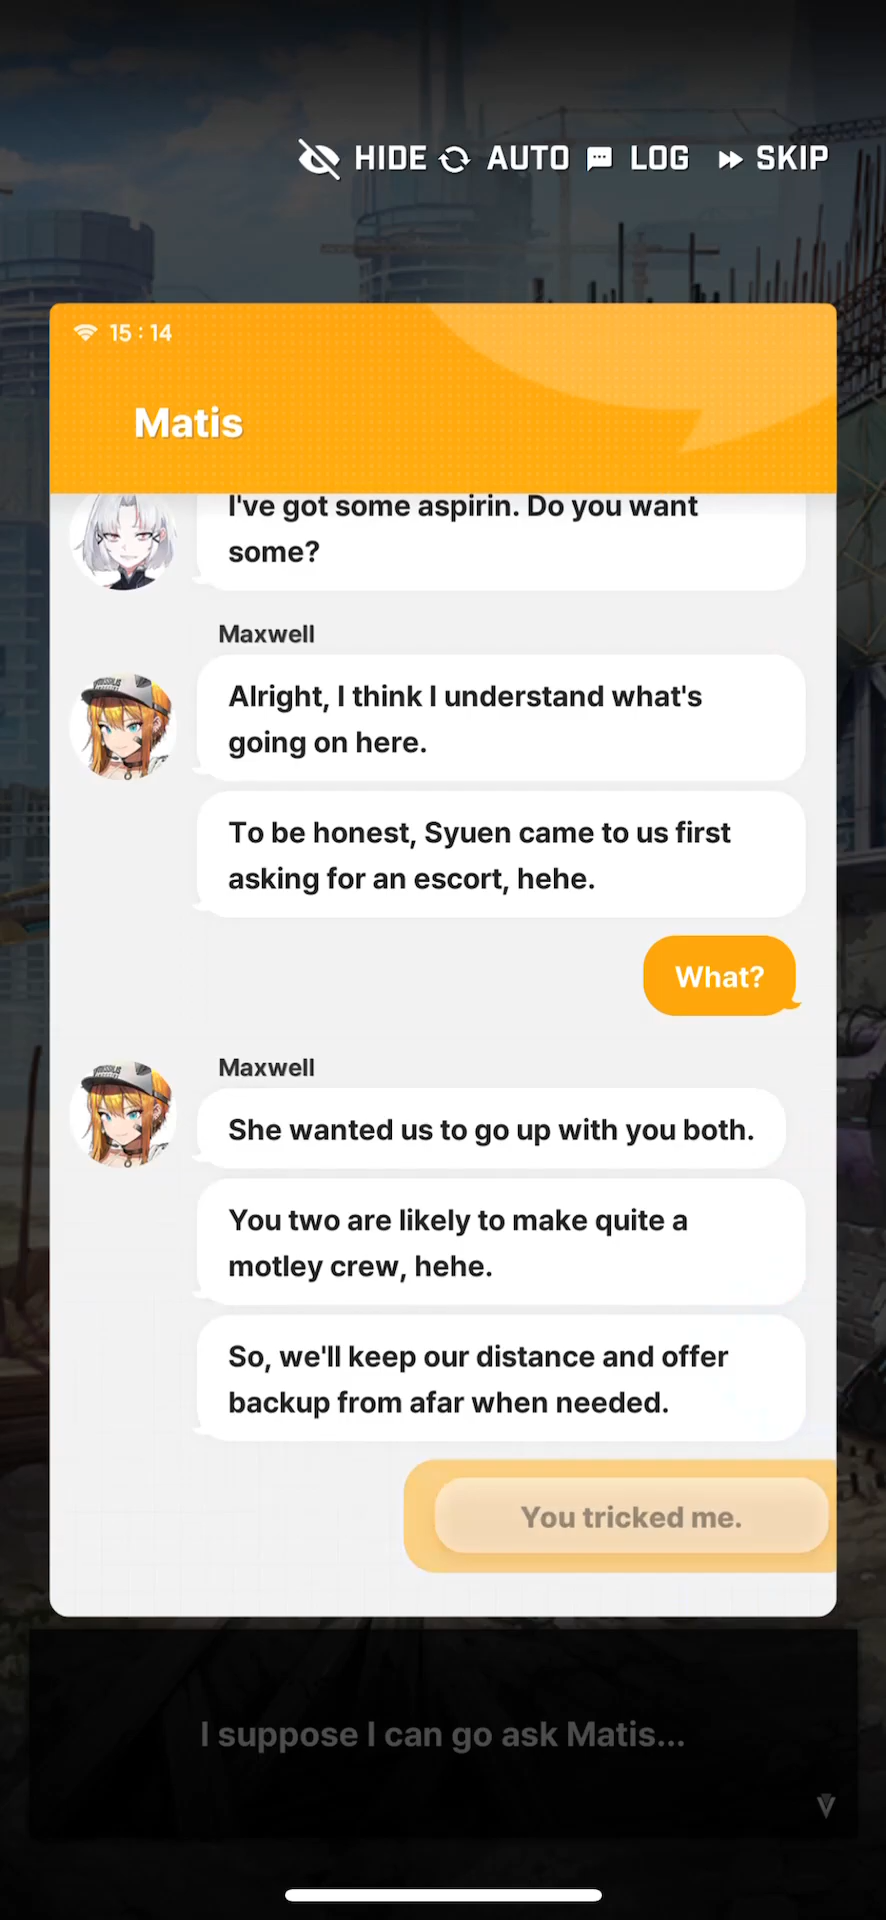 HIDE AUTO LOG SKIP
15 : 14
Matis
I've got some aspirin. Do you want
some?
Maxwell
Alright, I think I understand what's
going on here.
To be honest, Syuen came to us first
asking for an escort, hehe.
What?
Maxwell
She wanted us to go up with you both.
You two are likely to make quite a
motley crew, hehe.
So, we'll keep our distance and offer
backup from afar when needed.
You tricked me.
I suppose I can go ask Matis...